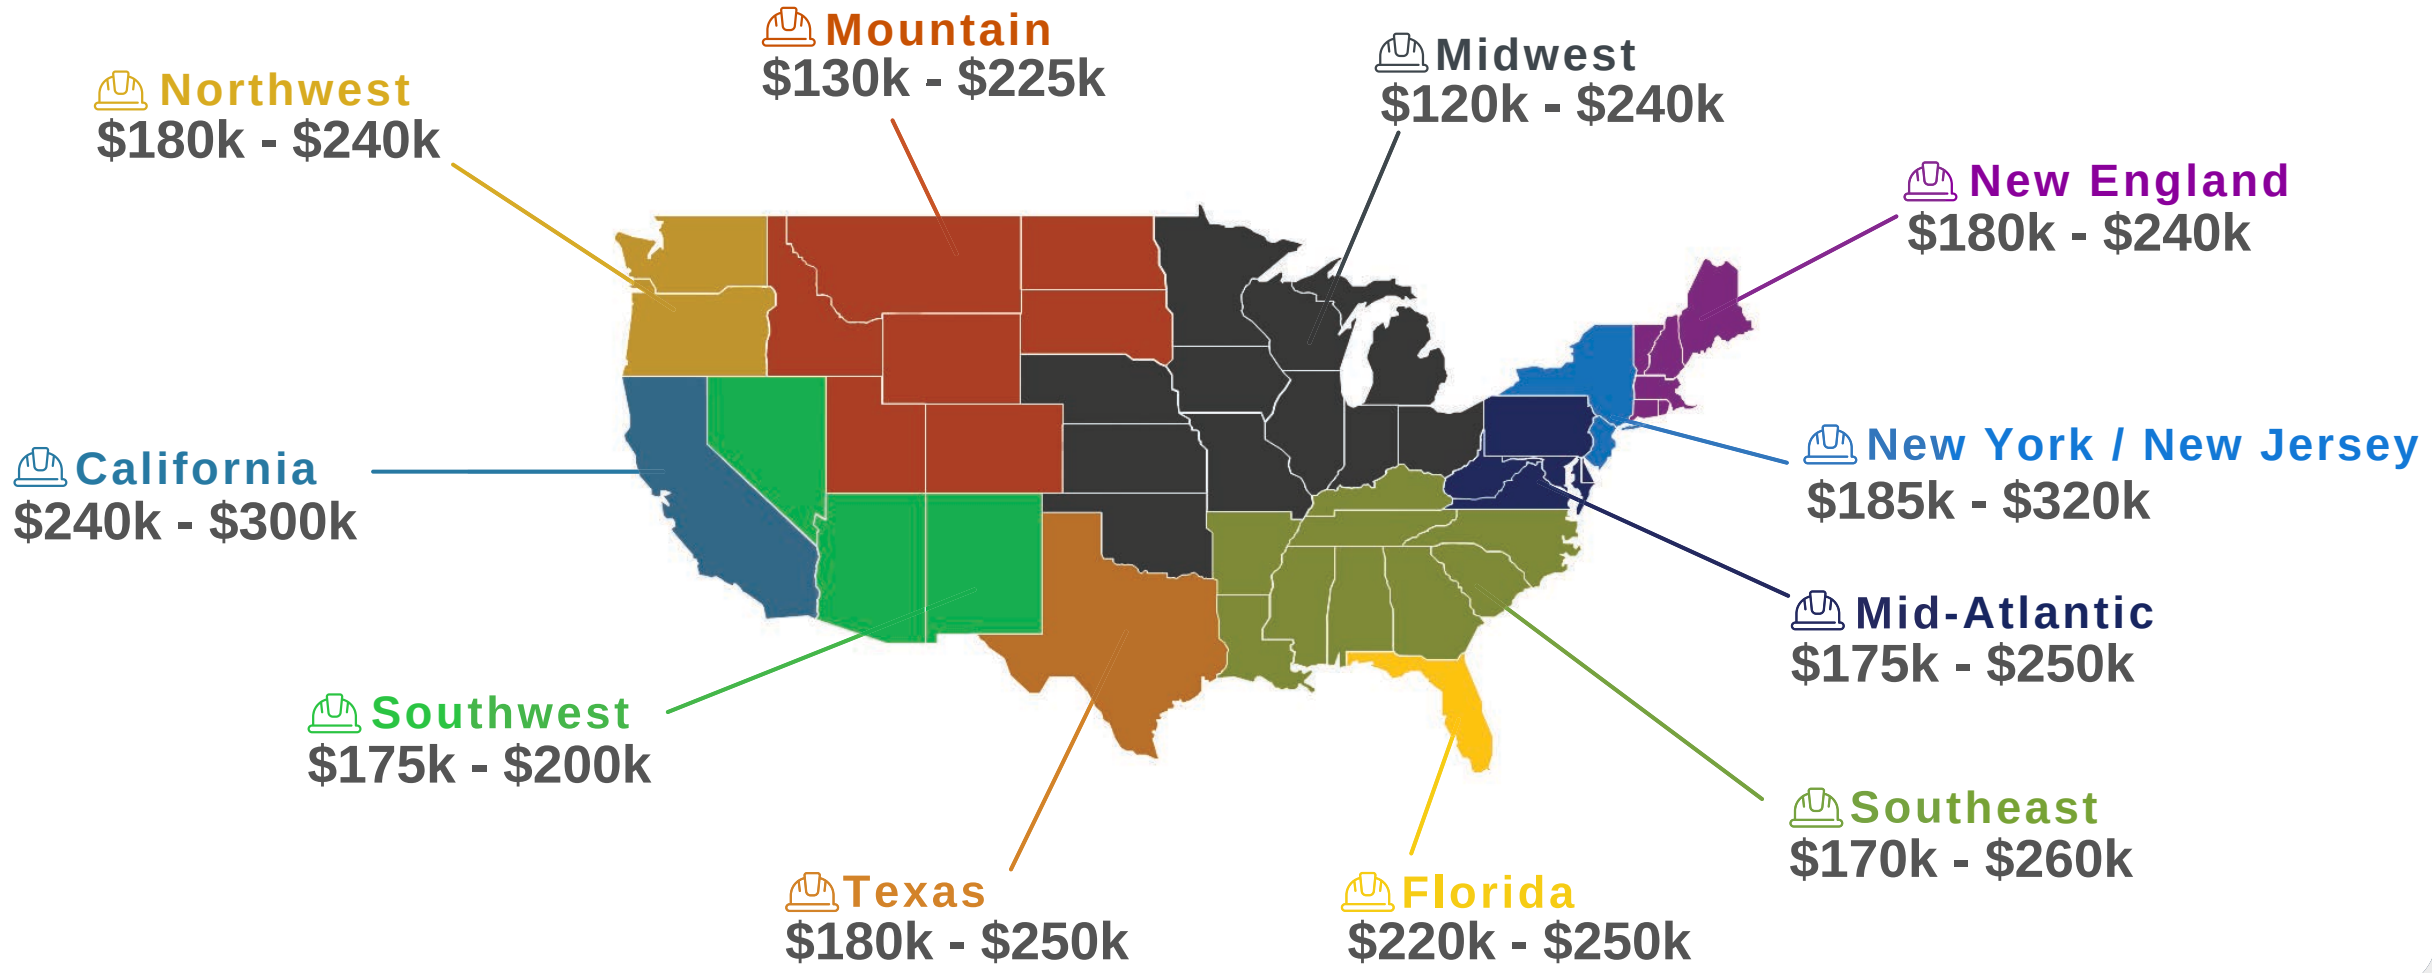 Mountain
$130k - $225k
Midwest
$120k - $240k
Northwest
$180k - $240k
New England
$180k - $240k
California
$240k - $300k
New York / New Jersey
$185k - $320k
Mid-Atlantic
$175k - $250k
Southwest
$175k - $200k
Southeast
$170k - $260k
Texas
$180k - $250k
Florida
$220k - $250k